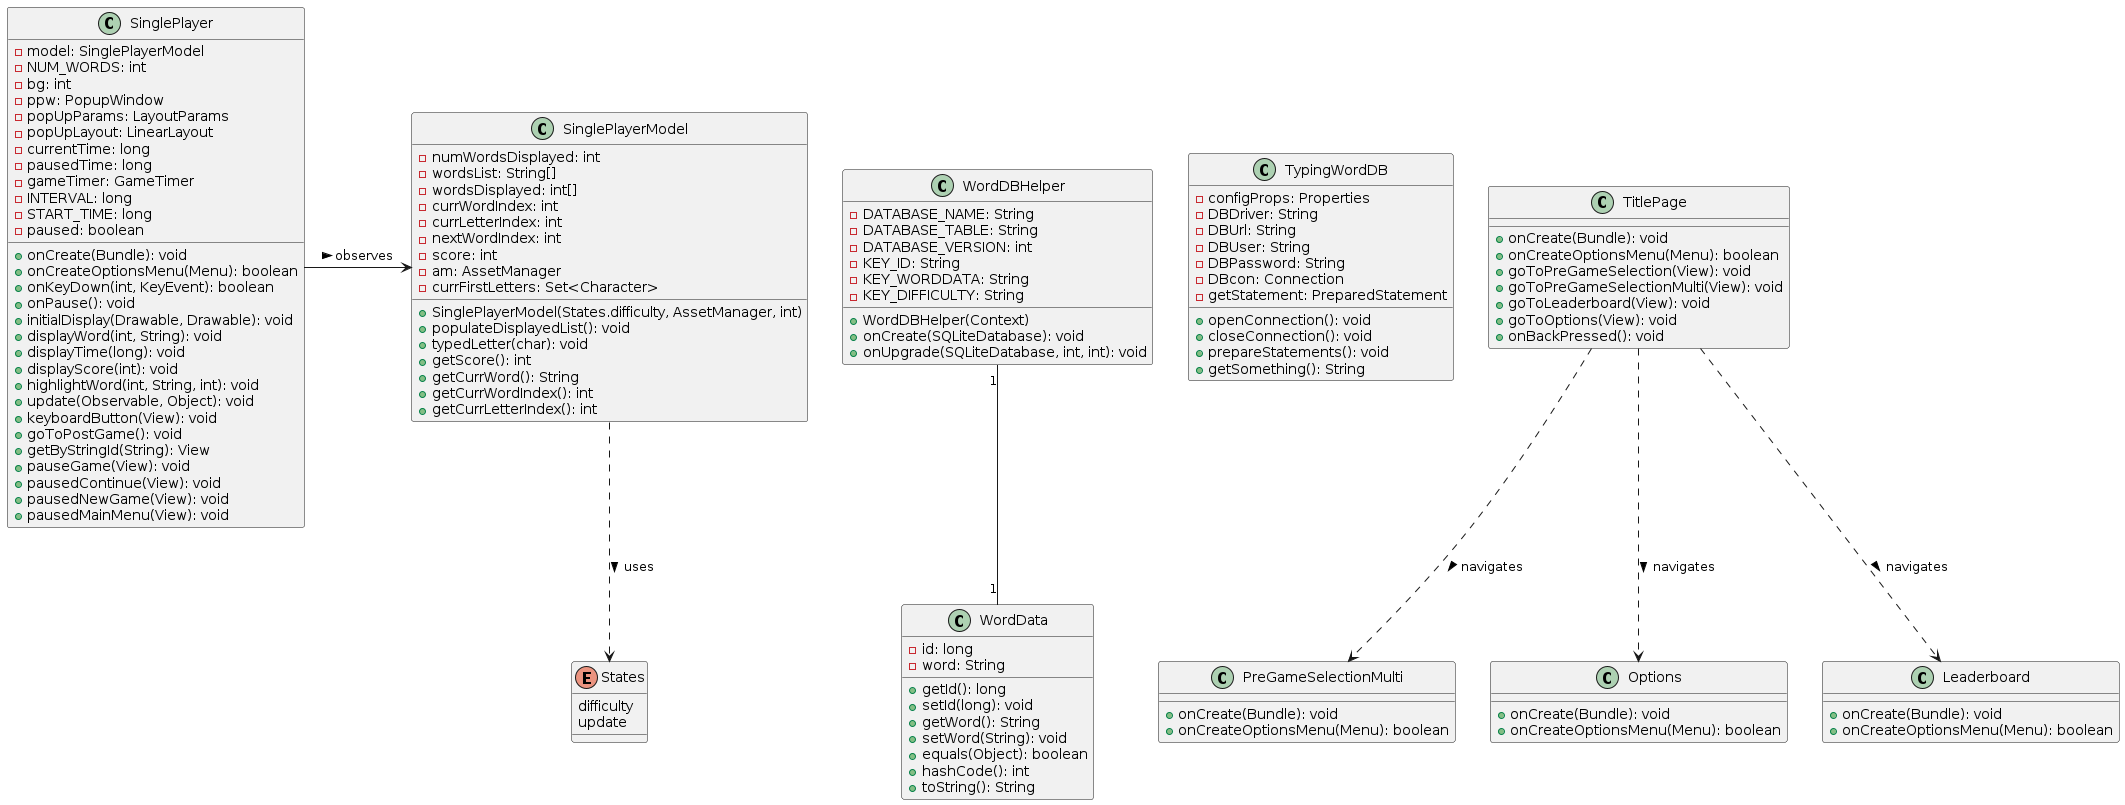 SinglePlayer
model: SinglePlayerModel
NUM_WORDS: int
bg: int
ppw: PopupWindow
popUpParams: LayoutParams
popUpLayout: LinearLayout
currentTime: long
pausedTime: long
gameTimer: GameTimer
INTERVAL: long
START_TIME: long
paused: boolean
onCreate(Bundle): void
onCreateOptionsMenu(Menu): boolean
onKeyDown(int, KeyEvent): boolean
onPause(): void
initialDisplay(Drawable, Drawable): void
displayWord(int, String): void
displayTime(long): void
displayScore(int): void
highlightWord(int, String, int): void
update(Observable, Object): void
keyboardButton(View): void
goToPostGame(): void
getByStringId(String): View
pauseGame(View): void
pausedContinue(View): void
pausedNewGame(View): void
pausedMainMenu(View): void
observes
SinglePlayerModel
numWordsDisplayed: int
wordsList: String[]
wordsDisplayed: int[]
currWordIndex: int
currLetterIndex: int
nextWordIndex: int
score: int
am: AssetManager
currFirstLetters: Set<Character>
SinglePlayerModel(States.difficulty, AssetManager, int)
populateDisplayedList(): void
typedLetter(char): void
getScore(): int
getCurrWord(): String
getCurrWordIndex(): int
getCurrLetterIndex(): int
uses
States
difficulty
update
WordDBHelper
DATABASE_NAME: String
DATABASE_TABLE: String
DATABASE_VERSION: int
KEY_ID: String
KEY_WORDDATA: String
KEY_DIFFICULTY: String
WordDBHelper(Context)
onCreate(SQLiteDatabase): void
onUpgrade(SQLiteDatabase, int, int): void
1
1
WordData
id: long
word: String
getId(): long
setId(long): void
getWord(): String
setWord(String): void
equals(Object): boolean
hashCode(): int
toString(): String
TypingWordDB
configProps: Properties
DBDriver: String
DBUrl: String
DBUser: String
DBPassword: String
DBcon: Connection
getStatement: PreparedStatement
openConnection(): void
closeConnection(): void
prepareStatements(): void
getSomething(): String
TitlePage
onCreate(Bundle): void
onCreateOptionsMenu(Menu): boolean
goToPreGameSelection(View): void
goToPreGameSelectionMulti(View): void
goToLeaderboard(View): void
goToOptions(View): void
onBackPressed(): void
navigates
navigates
navigates
PreGameSelectionMulti
onCreate(Bundle): void
onCreateOptionsMenu(Menu): boolean
Options
onCreate(Bundle): void
onCreateOptionsMenu(Menu): boolean
Leaderboard
onCreate(Bundle): void
onCreateOptionsMenu(Menu): boolean